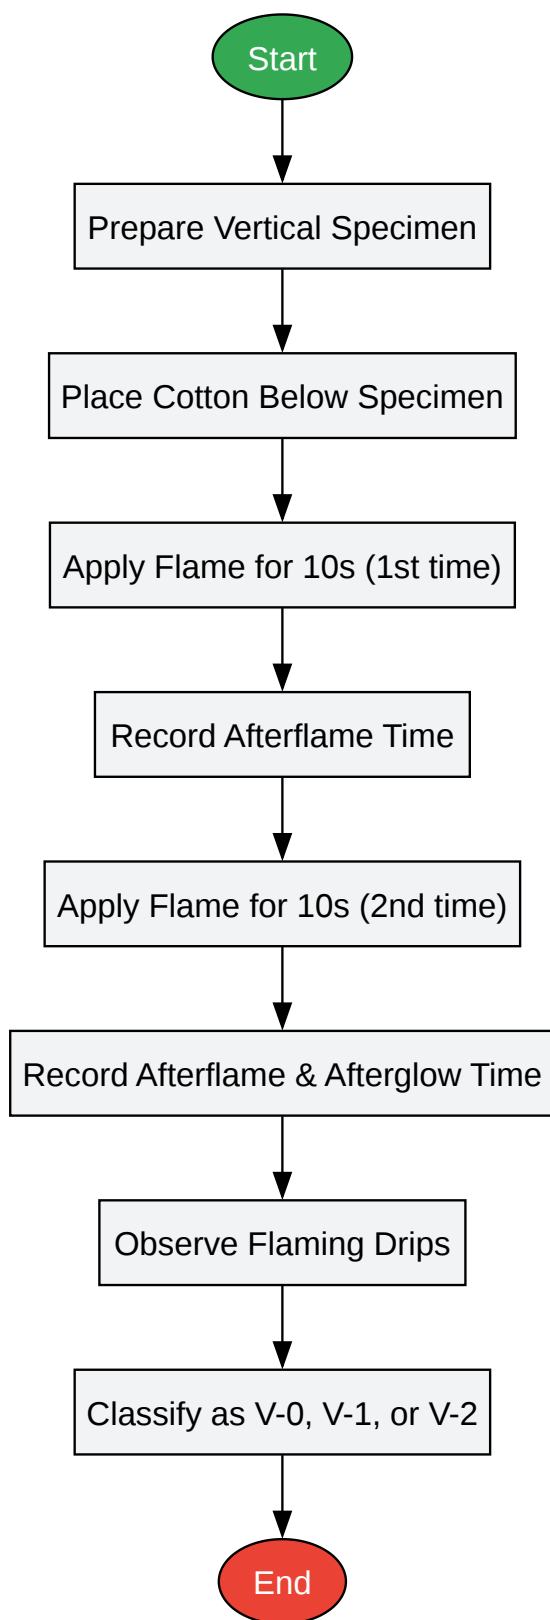 Start
Prepare Vertical Specimen
Place Cotton Below Specimen
Apply Flame for 10s (1st time)
Record Afterflame Time
Apply Flame for 10s (2nd time)
Record Afterflame & Afterglow Time
Observe Flaming Drips
Classify as V-0, V-1, or V-2
End